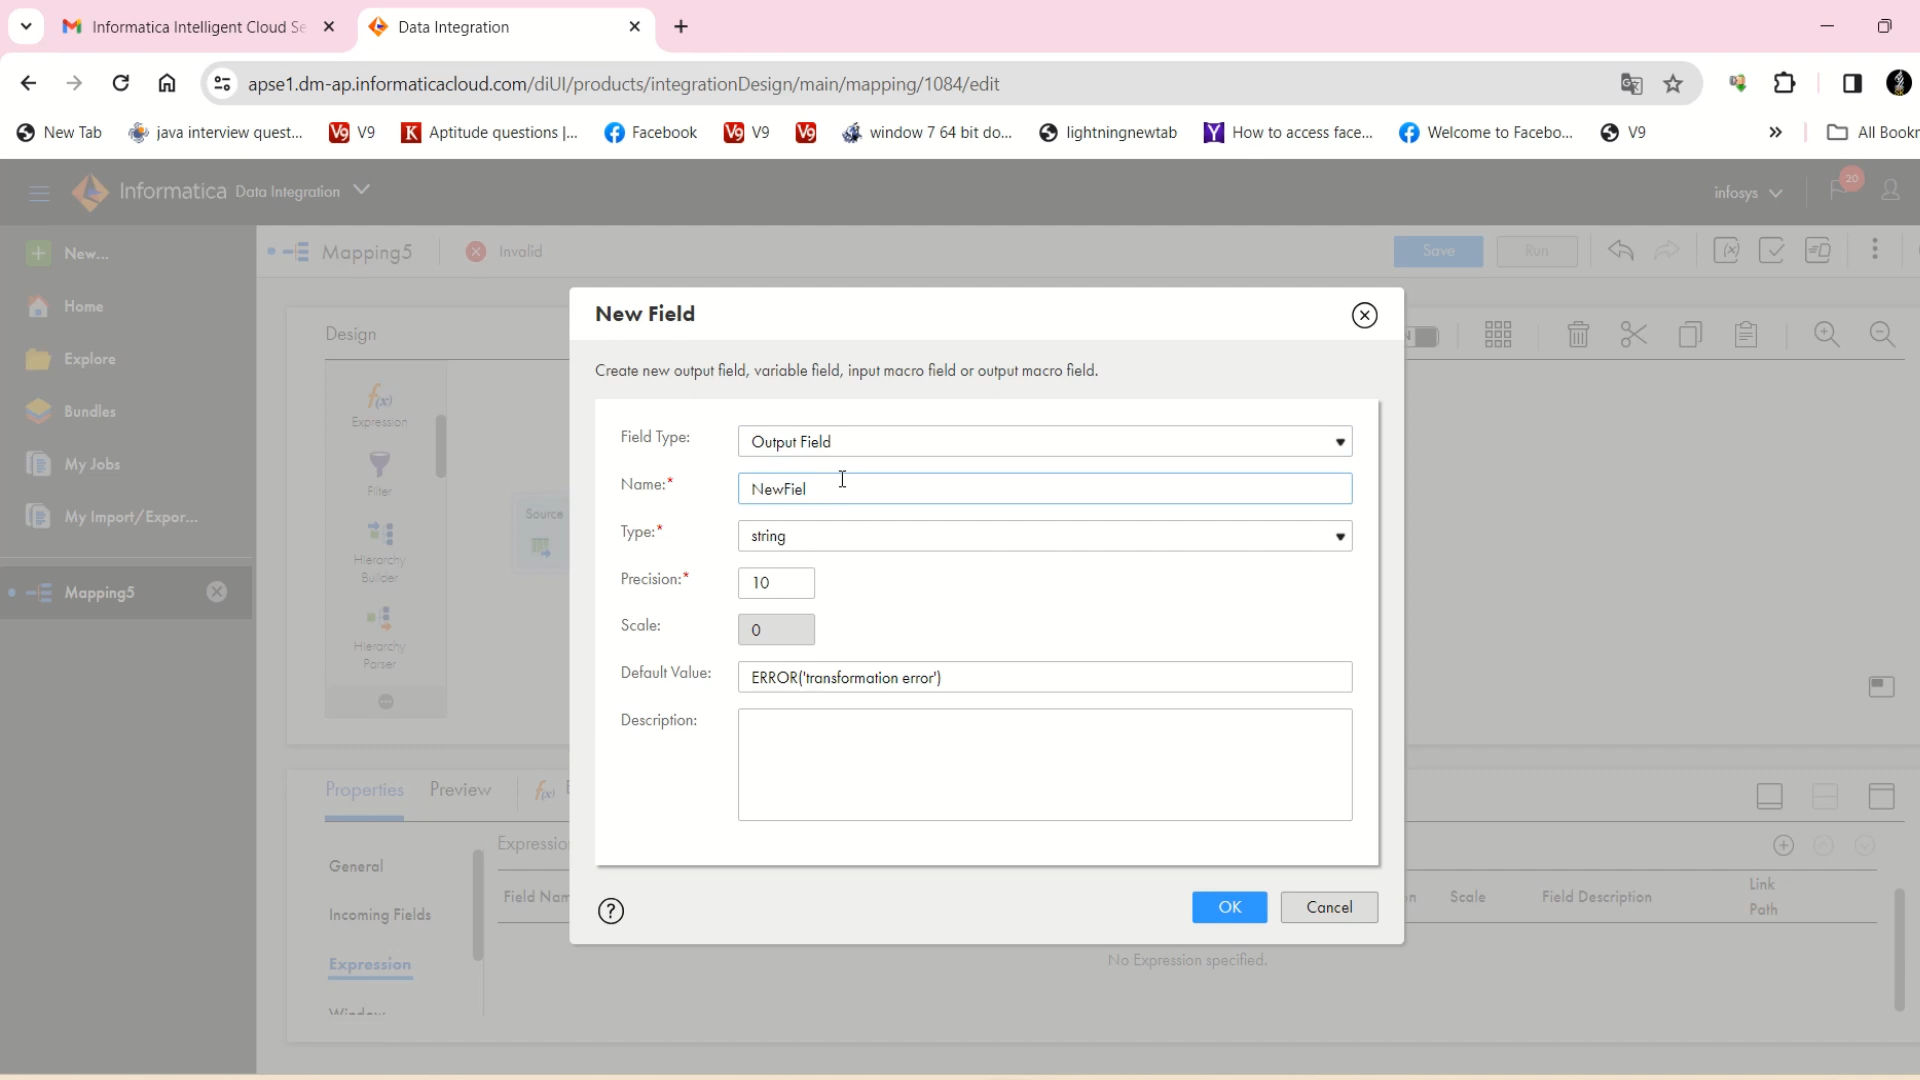 Informatica Intelligent Cloud Se
Data Integration
apse1.dm-ap.informaticacloud.com/diUI/products/integrationDesign/main/mapping/1084/edit
New Tab
java interview quest...
V9
Aptitude questions |...
Facebook
V9
window 7 64 bit do...
lightningnewtab
How to access face...
Welcome to Facebo...
V9
All Bookr
Informatica Data Integration
infosys
20
New...
Mapping5
Invalid
Save
Run
Home
Explore
Bundles
My Jobs
My Import/Expor...
Mapping5
Design
Expression
Filter
Hierarchy
Builder
Hierarchy
Parser
Source
New Field
Create new output field, variable field, input macro field or output macro field.
Field Type:
Output Field
Name:*
NewFiel
Type:*
string
Precision:*
10
Scale:
0
Default Value:
ERROR('transformation error')
Description:
OK
Cancel
Properties
Preview
f(x)
General
Incoming Fields
Expression
Window
Expressio
Field Nam
Scale
Field Description
Link
Path
No Expression specified.